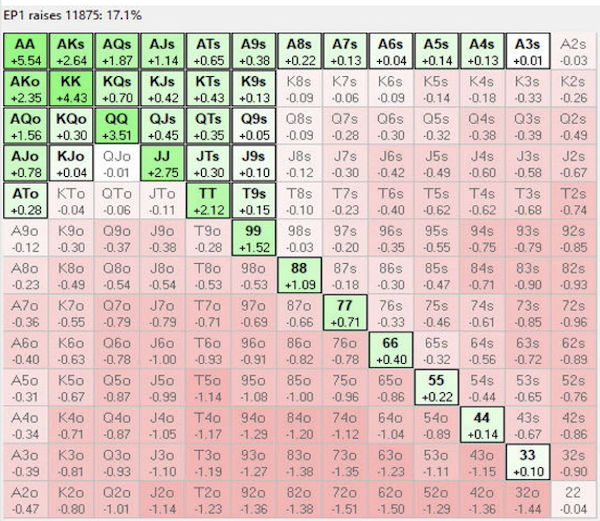 EP1 raises 11875: 17.1%
AA AKs AQs AJs ATs A9s A8s A7s A6s A5s A4s A3s A2s
+5.54 +2.64 +1.87 +1.14 +0.65 +0.38 +0.22 +0.13 +0.04 +0.14 +0.13 +0.01 -0.03
AKo KK KQs KJs KTs K9s K8s K7s K6s K5s K4s K3s K2s
+2.35 +4.43 +0.70 +0.42 +0.43 +0.13 -0.09 -0.06 -0.09 -0.14 -0.18 -0.33 -0.26
AQo KQo QQ QJs QTs Q9s Q8s Q7s Q6s Q5s Q4s Q3s Q2s
+1.56 +0.30 +3.51 +0.45 +0.35 +0.05 -0.09 -0.28 -0.30 -0.32 -0.38 -0.39 -0.49
AJo KJo QJo JJ JTs J9s J8s J7s J6s J5s J4s J3s J2s
+0.78 +0.04 -0.01 +2.75 +0.30 +0.10 -0.12 -0.30 -0.42 -0.49 -0.60 -0.58 -0.67
ATo KTo QTo JTo TT T9s T8s T7s T6s T5s T4s T3s T2s
+0.28 -0.04 -0.06 -0.11 +2.12 +0.15 -0.10 -0.23 -0.40 -0.62 -0.62 -0.68 -0.74
A9o K9o Q9o J9o T9o 99 98s 97s 96s 95s 94s 93s 92s
-0.12 -0.30 -0.37 -0.38 -0.28 +1.52 -0.03 -0.20 -0.35 -0.55 -0.75 -0.79 -0.85
A8o K8o Q8o J8o T8o 98o 88 87s 86s 85s 84s 83s 82s
-0.23 -0.49 -0.54 -0.54 -0.53 -0.53 +1.09 -0.18 -0.30 -0.47 -0.71 -0.90 -0.93
A7o K7o Q7o J7o T7o 97o 87o 77 76s 75s 74s 73s 72s
-0.36 -0.55 -0.79 -0.79 -0.71 -0.69 -0.66 +0.71 -0.33 -0.46 -0.61 -0.85 -0.96
A6o K6o Q6o J6o T6o 96o 86o 76o 66 65s 64s 63s 62s
-0.40 -0.63 -0.78 -1.00 -0.93 -0.91 -0.82 -0.78 +0.40 -0.32 -0.56 -0.72 -0.89
A5o K5o Q5o J5o T5o 95o 85o 75o 65o 55 54s 53s 52s
-0.31 -0.67 -0.87 -0.99 -1.14 -1.08 -1.00 -0.96 -0.86 +0.22 -0.44 -0.65 -0.76
A4o K4o Q4o J4o T4o 94o 84o 74o 64o 54o 44 43s 42s
-0.34 -0.71 -0.87 -1.05 -1.17 -1.29 -1.20 -1.12 -1.04 -0.89 +0.14 -0.67 -0.86
A3o K3o Q3o J3o T3o 93o 83o 73o 63o 53o 43o 33 32s
-0.39 -0.81 -0.93 -1.10 -1.19 -1.27 -1.38 -1.35 -1.23 -1.11 -1.15 +0.10 -0.90
A2o K2o Q2o J2o T2o 92o 82o 72o 62o 52o 42o 32o 22
-0.47 -0.80 -1.01 -1.14 -1.23 -1.36 -1.38 -1.51 -1.50 -1.29 -1.36 -1.44 -0.04